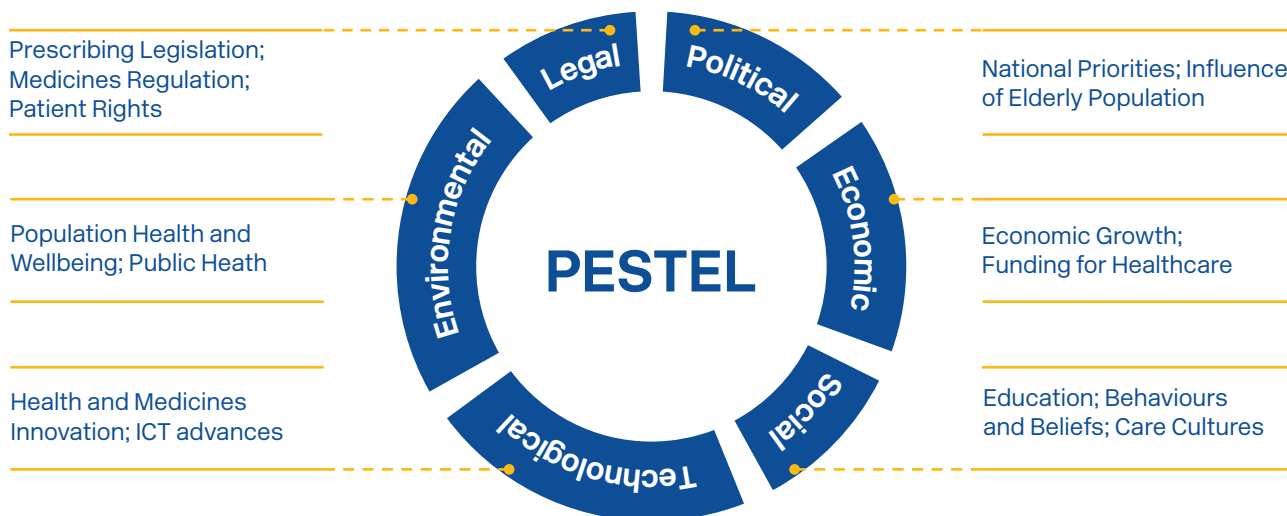 Prescribing Legislation;
Medicines Regulation;
Patient Rights
Population Health and
Wellbeing; Public Heath
Health and Medicines
Innovation; ICT advances
Legal
Political
Environmental
Economic
PESTEL
Technological
Social
National Priorities; Influence
of Elderly Population
Economic Growth;
Funding for Healthcare
Education; Behaviours
and Beliefs; Care Cultures